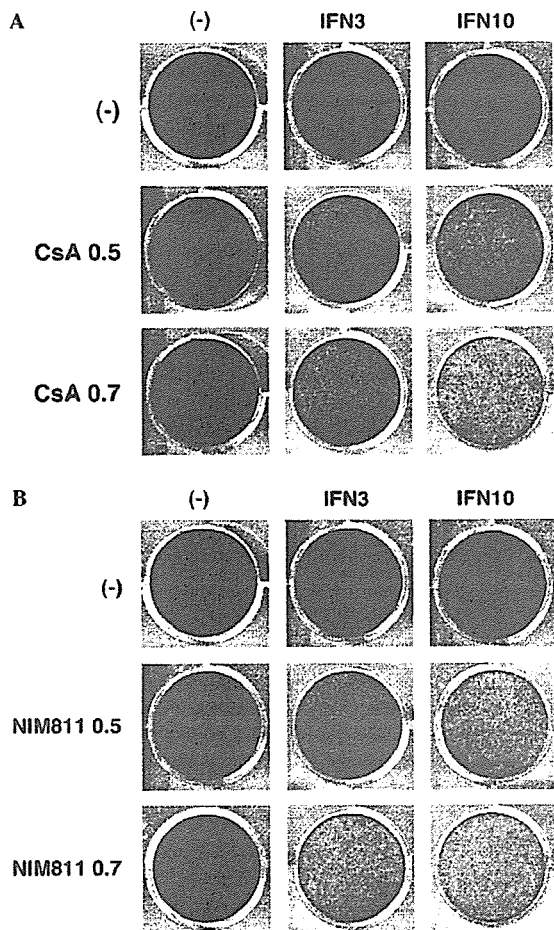 A
(-) IFN3 IFN10
(-)
CsA 0.5
CsA 0.7
B
(-) IFN3 IFN10
(-)
NIM811 0.5
NIM811 0.7